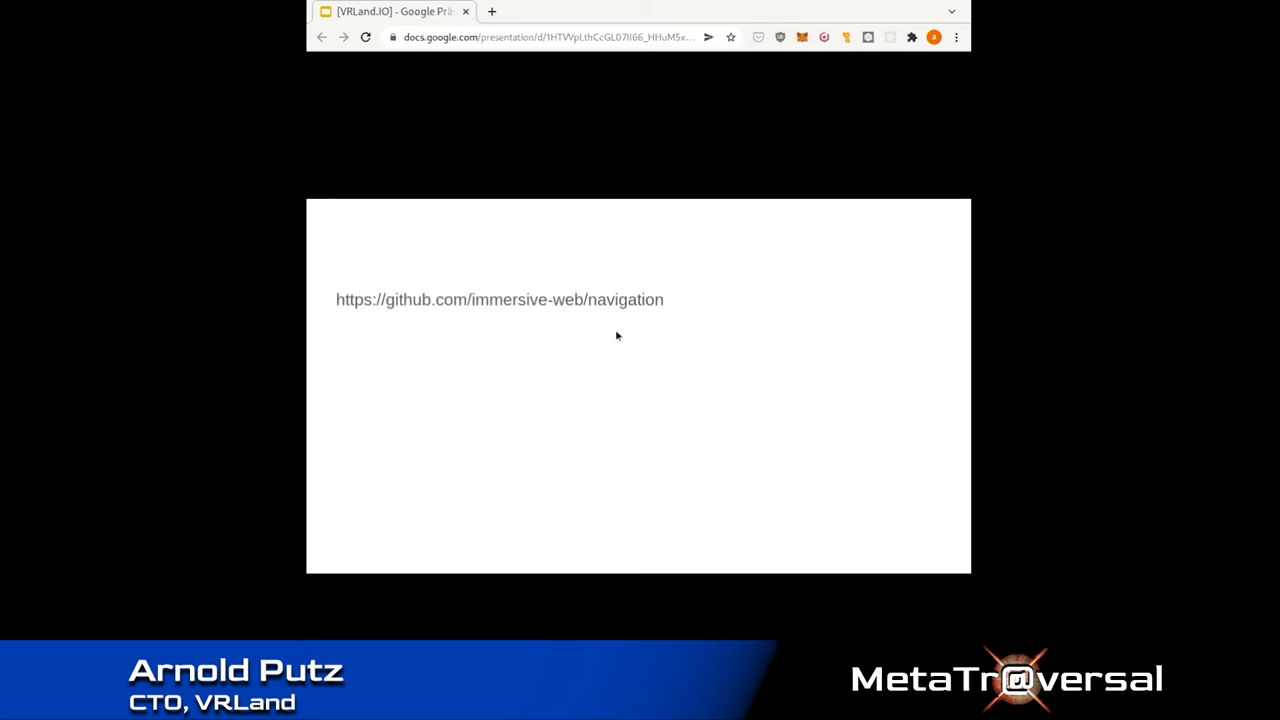 [VRLand.IO] - Google Prä
docs.google.com/presentation/d/1HTVVpLthCcGL07II66_HHuM5x...
a
https://github.com/immersive-web/navigation
Arnold Putz
CTO, VRLand
MetaTr@versal